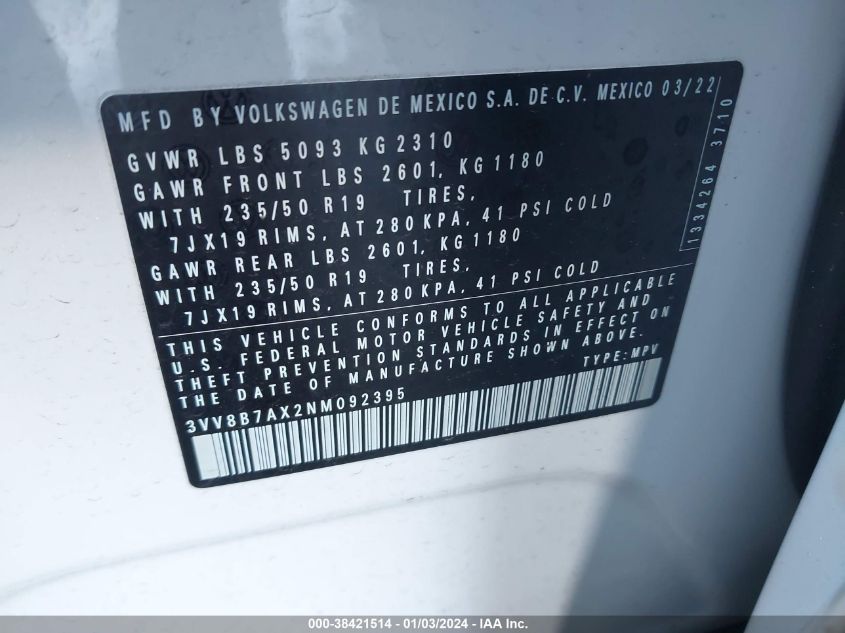 MFD BY VOLKSWAGEN DE MEXICO S.A. DE C.V. MEXICO 03/22
GVWR LBS 5093 KG 2310
GAWR FRONT LBS 2601, KG 1180
WITH 235/50 R19 TIRES,
7JX19 RIMS, AT 280 KPA, 41 PSI COLD
GAWR REAR LBS 2601, KG 1180
WITH 235/50 R19 TIRES,
7JX19 RIMS, AT 280 KPA, 41 PSI COLD
1334264 3710
THIS VEHICLE CONFORMS TO ALL APPLICABLE
U.S. FEDERAL MOTOR VEHICLE SAFETY AND
THEFT PREVENTION STANDARDS IN EFFECT ON
THE DATE OF MANUFACTURE SHOWN ABOVE.
TYPE: MPV
3VV8B7AX2NM092395
000-38421514 - 01/03/2024 - IAA Inc.